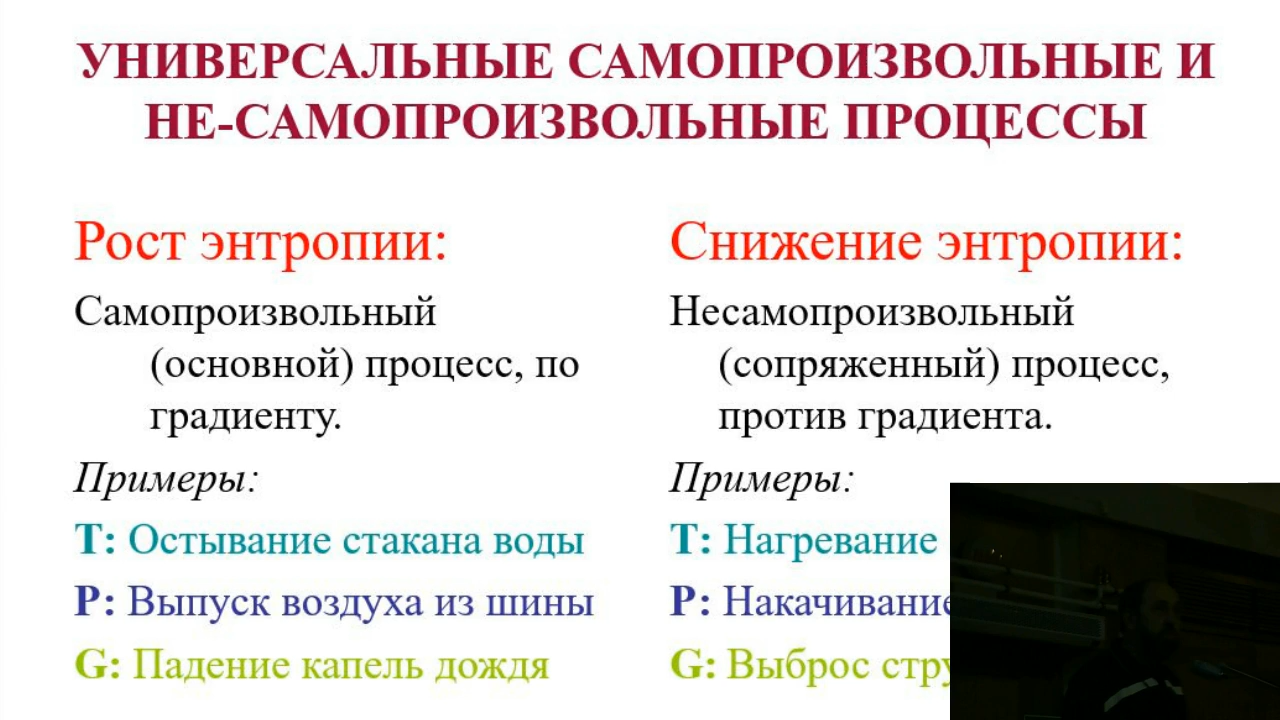 УНИВЕРСАЛЬНЫЕ САМОПРОИЗВОЛЬНЫЕ И
НЕ-САМОПРОИЗВОЛЬНЫЕ ПРОЦЕССЫ
Рост энтропии:
Самопроизвольный
(основной) процесс, по
градиенту.
Примеры:
T: Остывание стакана воды
P: Выпуск воздуха из шины
G: Падение капель дождя
Снижение энтропии:
Несамопроизвольный
(сопряженный) процесс,
против градиента.
Примеры:
T: Нагревание
P: Накачивание
G: Выброс